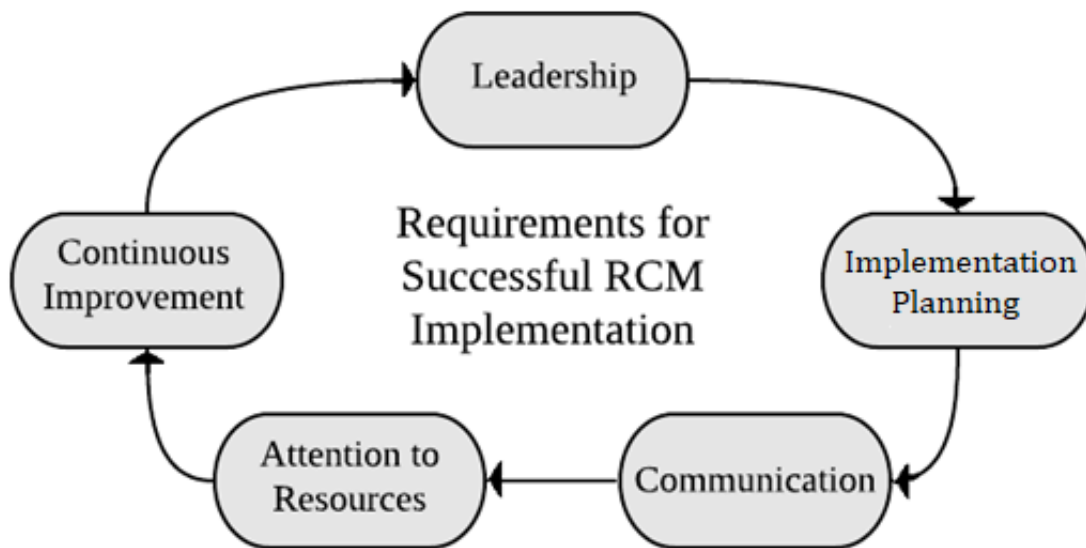 Leadership
Requirements for
Successful RCM
Implementation
Implementation
Planning
Communication
Attention to
Resources
Continuous
Improvement